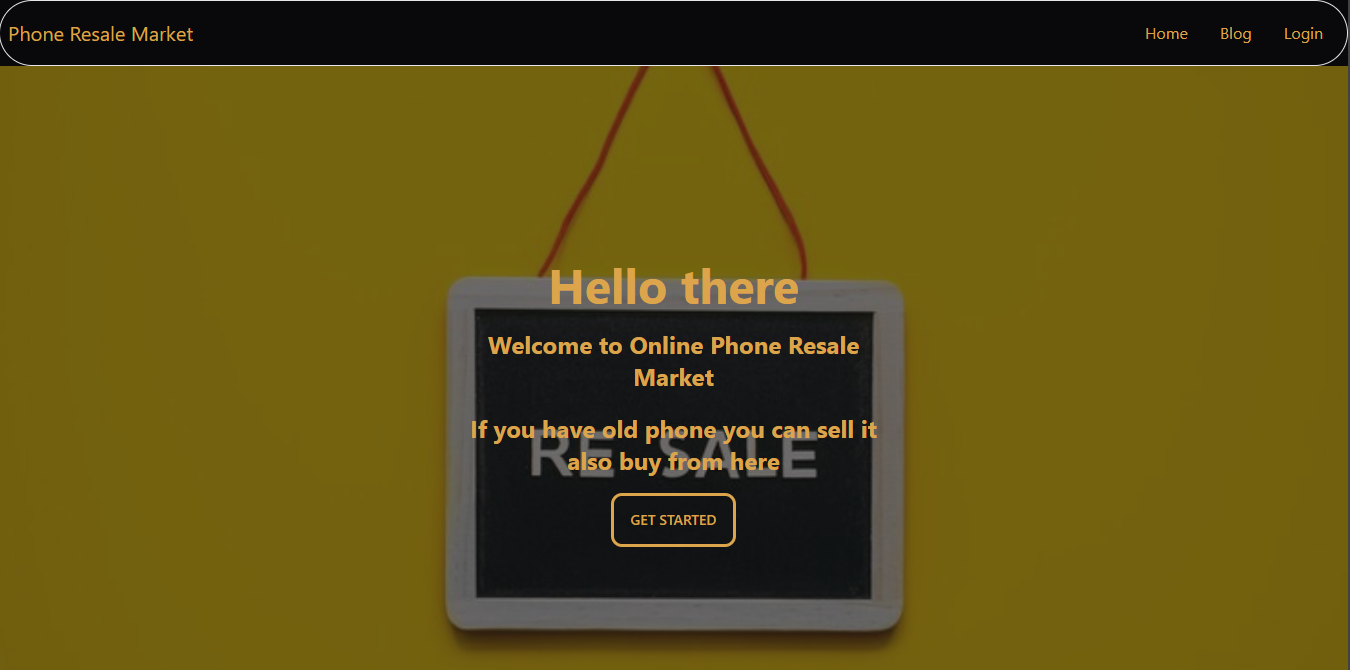 Phone Resale Market
Home Blog Login
Hello there
Welcome to Online Phone Resale
Market
If you have old phone you can sell it
RE SALE
also buy from here
GET STARTED